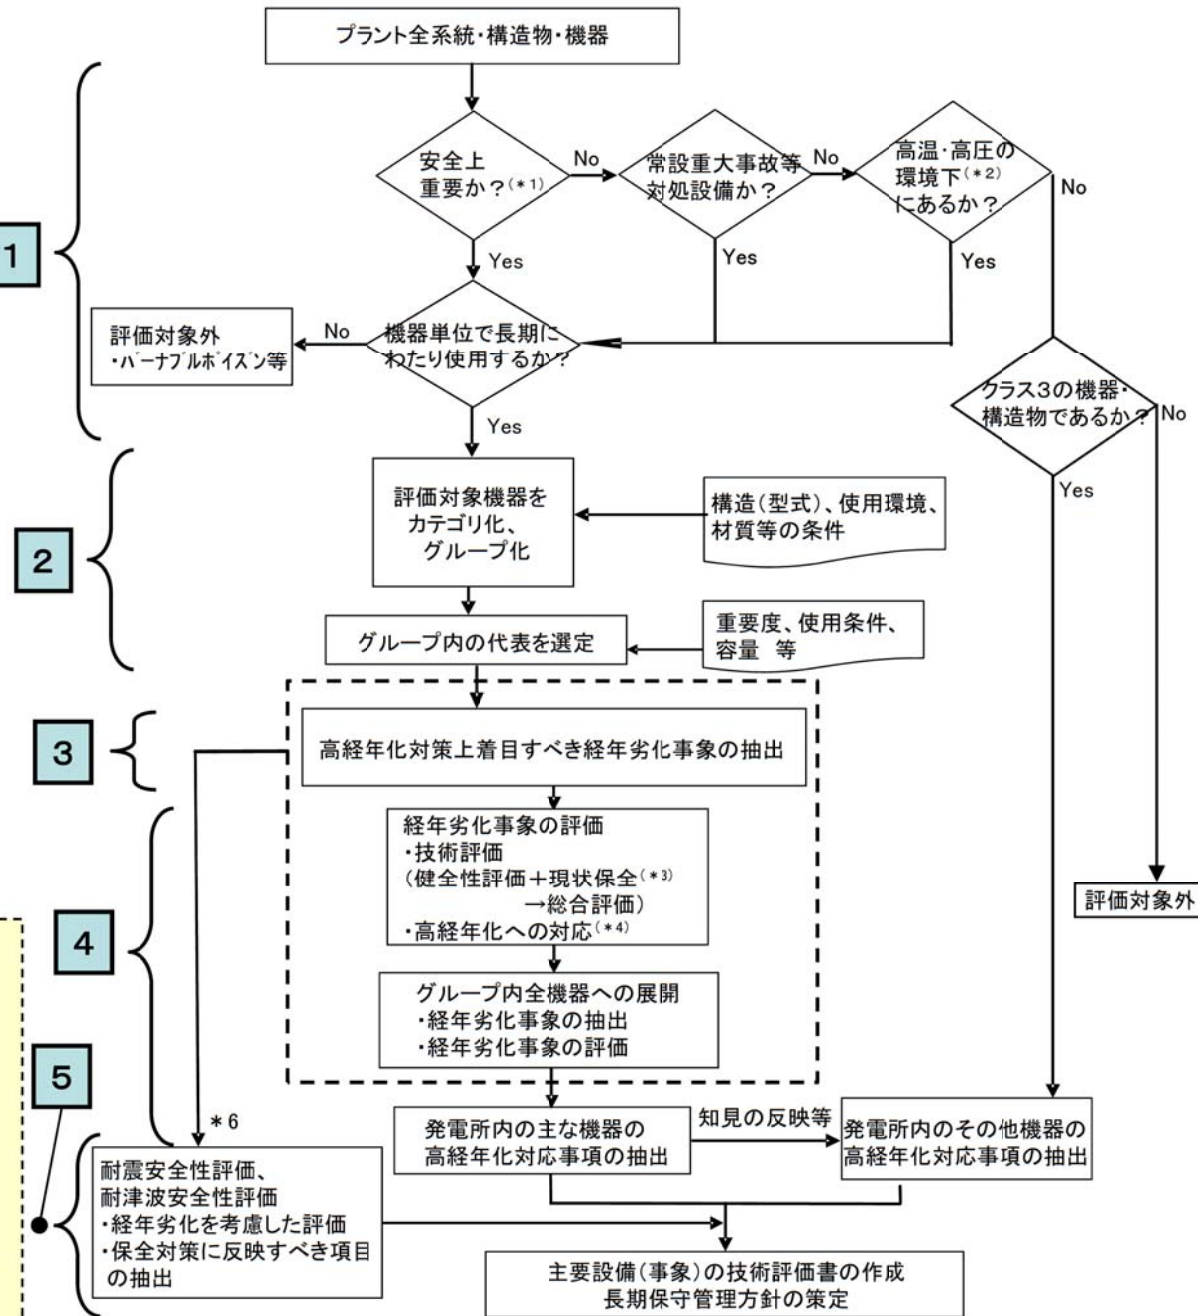 プラント全系統・構造物・機器
安全上
重要か？(*1)
No
常設重大事故等
対処設備か？
No
高温・高圧の
環境下(*2)
にあるか？
No
1
Yes
Yes
Yes
評価対象外
・バーナブルポイズン等
No
機器単位で長期に
わたり使用するか？
クラス3の機器・
構造物であるか？
No
Yes
Yes
2
評価対象機器を
カテゴリ化、
グループ化
構造(型式)、使用環境、
材質等の条件
グループ内の代表を選定
重要度、使用条件、
容量 等
3
高経年化対策上着目すべき経年劣化事象の抽出
4
経年劣化事象の評価
・技術評価
(健全性評価＋現状保全(*3)
→総合評価)
・高経年化への対応(*4)
評価対象外
グループ内全機器への展開
・経年劣化事象の抽出
・経年劣化事象の評価
5
*6
発電所内の主な機器の
高経年化対応事項の抽出
知見の反映等
発電所内のその他機器の
高経年化対応事項の抽出
耐震安全性評価、
耐津波安全性評価
・経年劣化を考慮した評価
・保全対策に反映すべき項目
の抽出
主要設備(事象)の技術評価書の作成
長期保守管理方針の策定